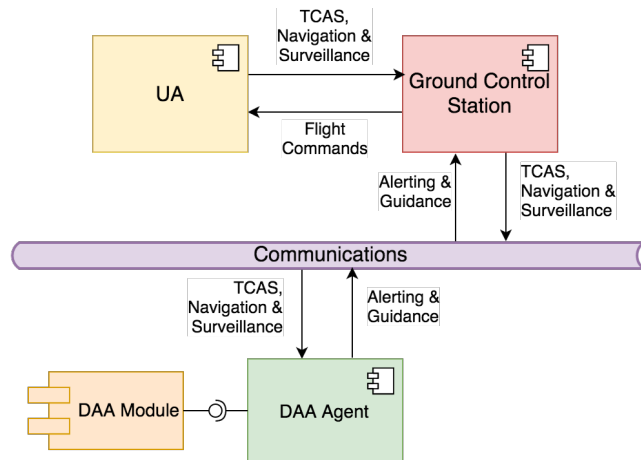 TCAS,
Navigation &
Surveillance
UA
Ground Control
Station
Flight
Commands
Alerting &
Guidance
TCAS,
Navigation &
Surveillance
Communications
TCAS,
Navigation &
Surveillance
Alerting &
Guidance
DAA Module
DAA Agent